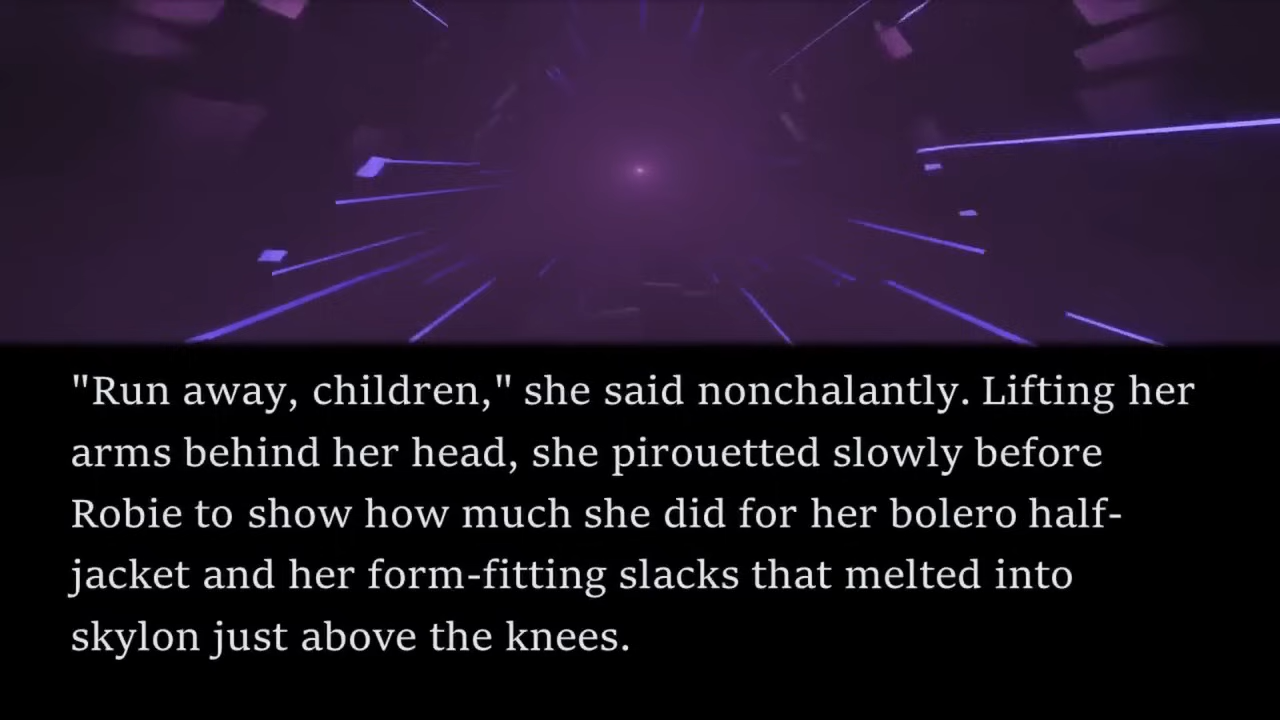 "Run away, children," she said nonchalantly. Lifting her
arms behind her head, she pirouetted slowly before
Robie to show how much she did for her bolero half-
jacket and her form-fitting slacks that melted into
skylon just above the knees.